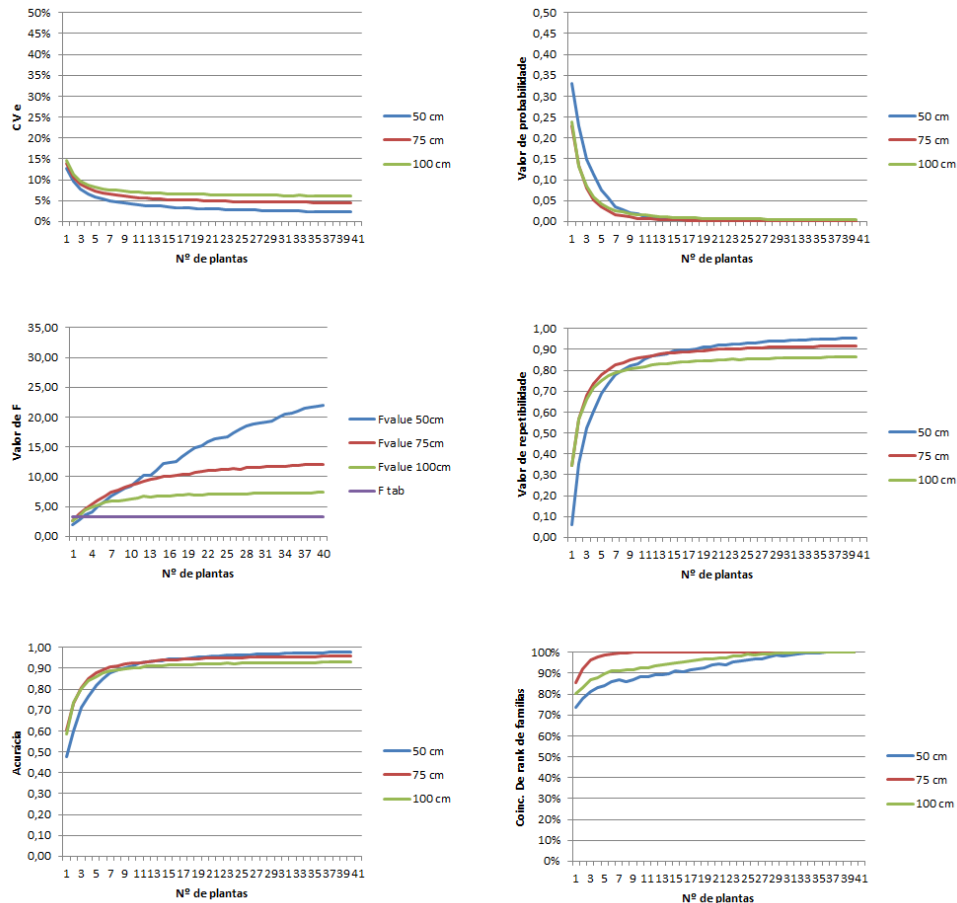 CV e
50%
45%
40%
35%
30%
25%
20%
15%
10%
5%
0%
1 3 5 7 9 11 13 15 17 19 21 23 25 27 29 31 33 35 37 39 41
Nº de plantas
50 cm
75 cm
100 cm
Valor de probabilidade
0,50
0,45
0,40
0,35
0,30
0,25
0,20
0,15
0,10
0,05
0,00
1 3 5 7 9 11 13 15 17 19 21 23 25 27 29 31 33 35 37 39 41
Nº de plantas
50 cm
75 cm
100 cm
Valor de F
35,00
30,00
25,00
20,00
15,00
10,00
5,00
0,00
1 4 7 10 13 16 19 22 25 28 31 34 37 40
Nº de plantas
Fvalue 50cm
Fvalue 75cm
Fvalue 100cm
F tab
Valor de repetibilidade
1,00
0,90
0,80
0,70
0,60
0,50
0,40
0,30
0,20
0,10
0,00
1 3 5 7 9 11 13 15 17 19 21 23 25 27 29 31 33 35 37 39 41
Nº de plantas
50 cm
75 cm
100 cm
Acurácia
1,00
0,90
0,80
0,70
0,60
0,50
0,40
0,30
0,20
0,10
0,00
1 3 5 7 9 11 13 15 17 19 21 23 25 27 29 31 33 35 37 39 41
Nº de plantas
50 cm
75 cm
100 cm
Coinc. De rank de famílias
100%
90%
80%
70%
60%
50%
40%
30%
20%
10%
0%
1 3 5 7 9 11 13 15 17 19 21 23 25 27 29 31 33 35 37 39 41
Nº de plantas
50 cm
75 cm
100 cm